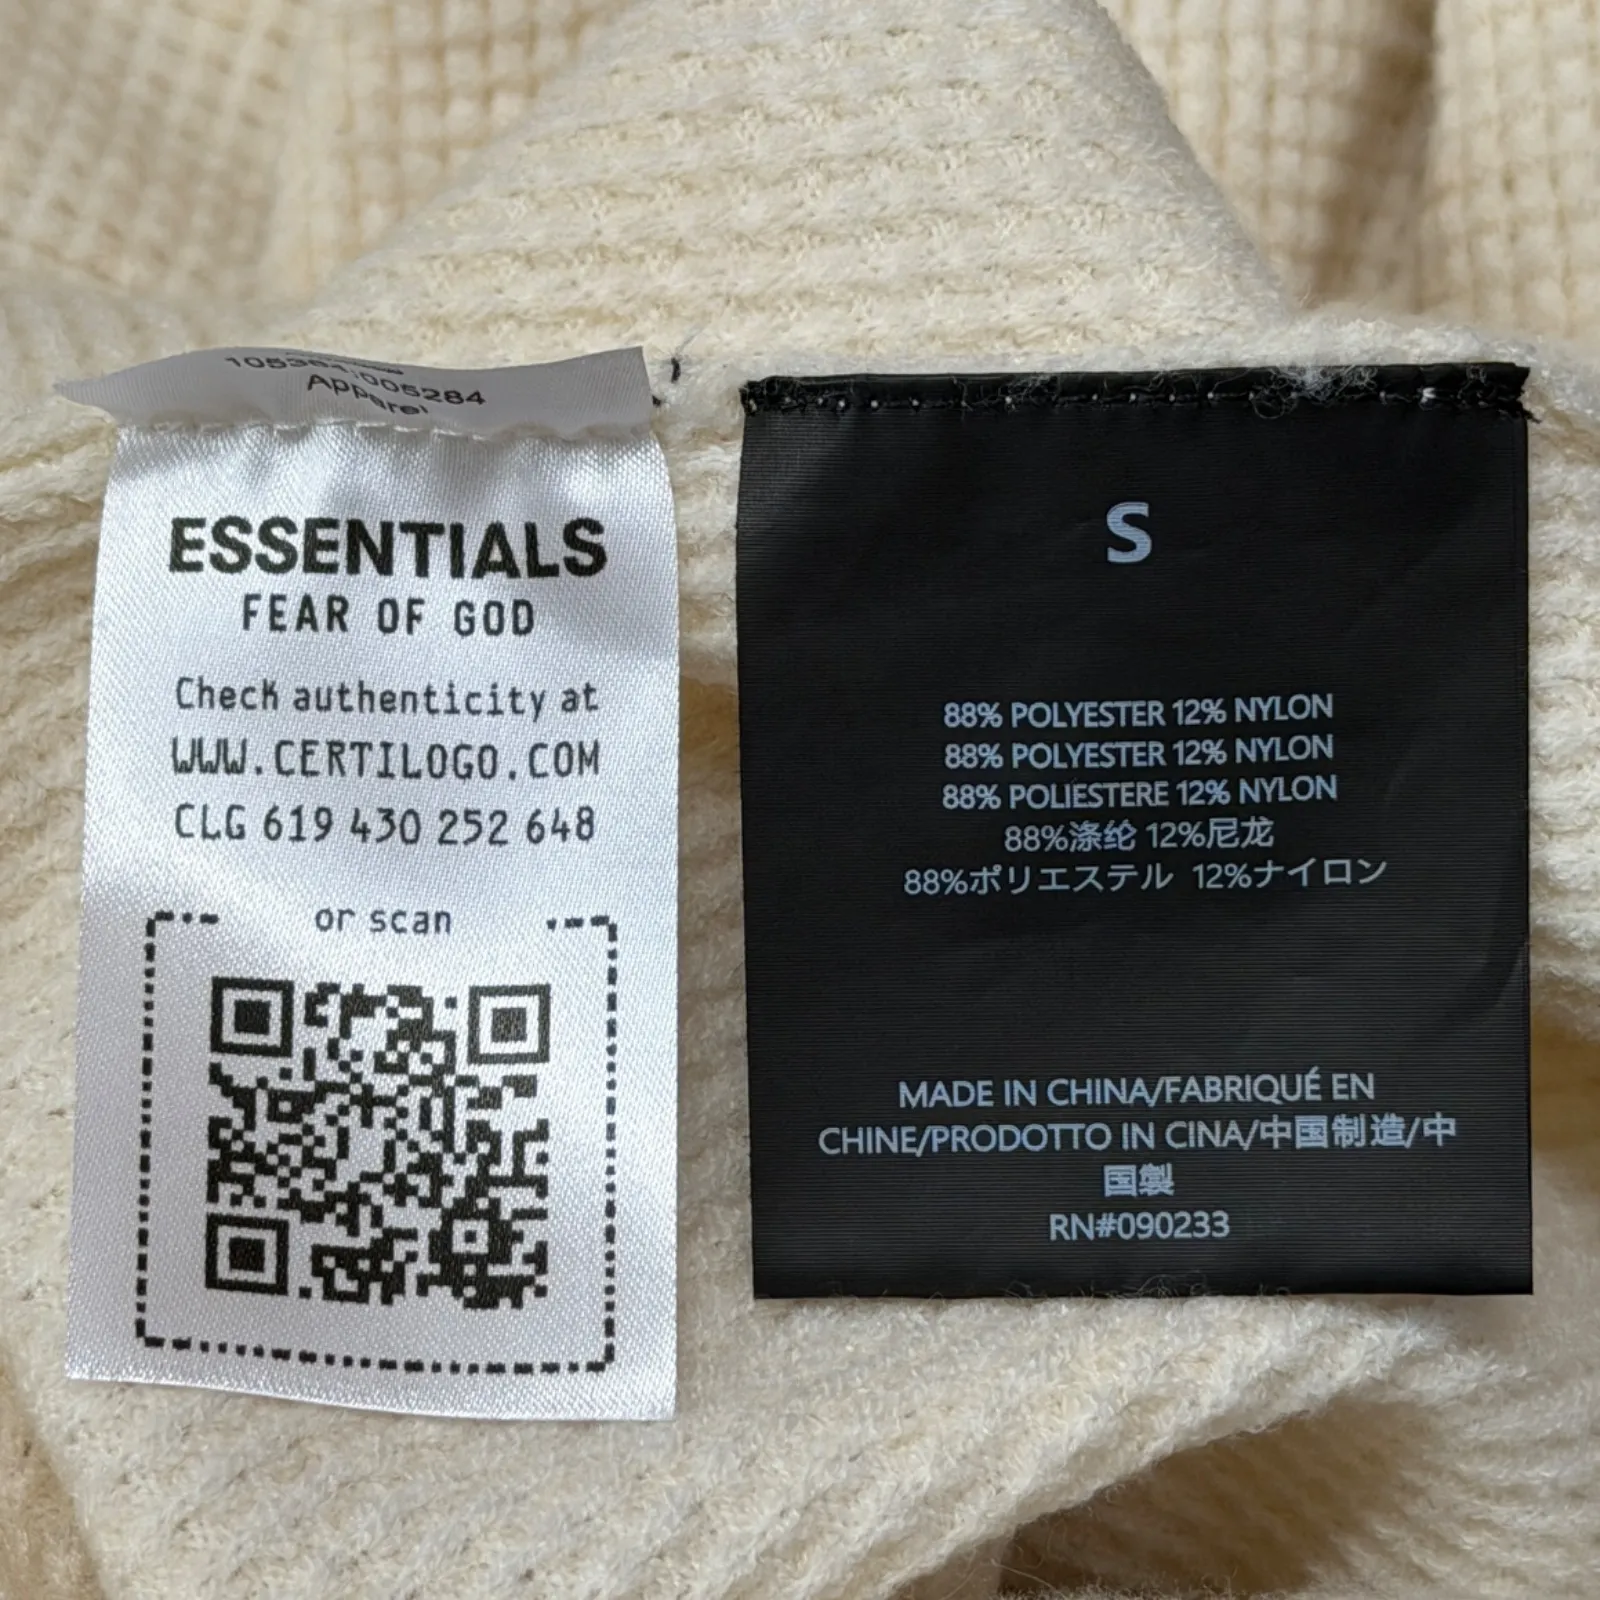 Apparel
ESSENTIALS
FEAR OF GOD
Check authenticity at
WWW.CERTILOGO.COM
CLG 619 430 252 648
or scan
S
88% POLYESTER 12% NYLON
88% POLYESTER 12% NYLON
88% POLIESTERE 12% NYLON
88%涤纶 12%尼龙
88%ポリエステル 12%ナイロン
MADE IN CHINA/FABRIQUÉ EN
CHINE/PRODOTTO IN CINA/中国制造/中
国製
RN#090233